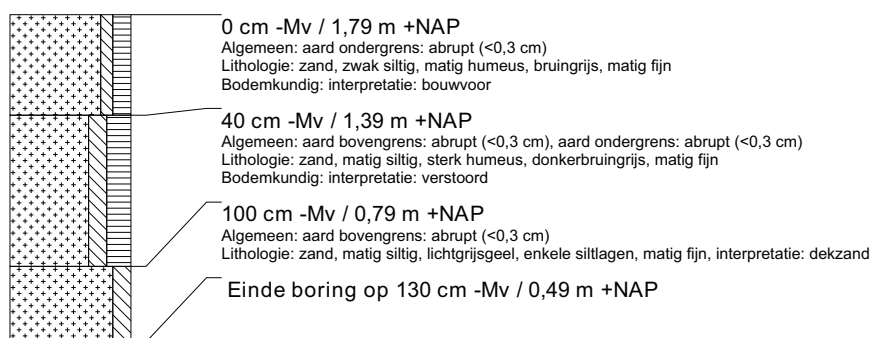 0 cm -Mv / 1,79 m +NAP
Algemeen: aard ondergrens: abrupt (<0,3 cm)
Lithologie: zand, zwak siltig, matig humeus, bruingrijs, matig fijn
Bodemkundig: interpretatie: bouwvoor
40 cm -Mv / 1,39 m +NAP
Algemeen: aard bovengrens: abrupt (<0,3 cm), aard ondergrens: abrupt (<0,3 cm)
Lithologie: zand, matig siltig, sterk humeus, donkerbruingrijs, matig fijn
Bodemkundig: interpretatie: verstoord
100 cm -Mv / 0,79 m +NAP
Algemeen: aard bovengrens: abrupt (<0,3 cm)
Lithologie: zand, matig siltig, lichtgrijsgeel, enkele siltlagen, matig fijn, interpretatie: dekzand
Einde boring op 130 cm -Mv / 0,49 m +NAP